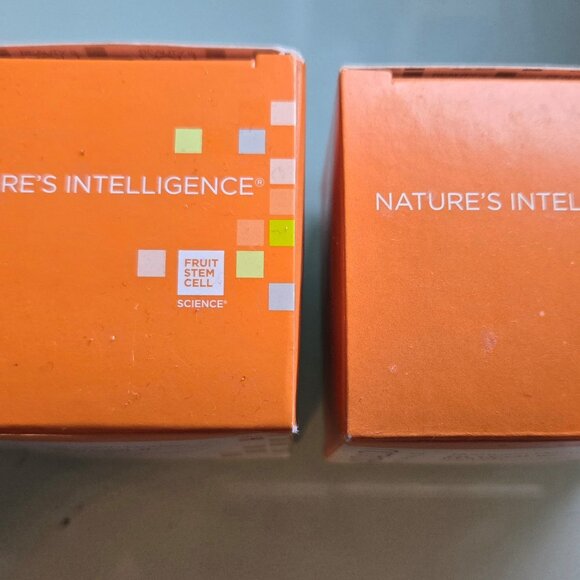 RE'S INTELLIGENCE®
FRUIT
STEM
CELL
SCIENCE®
NATURE'S INTEL